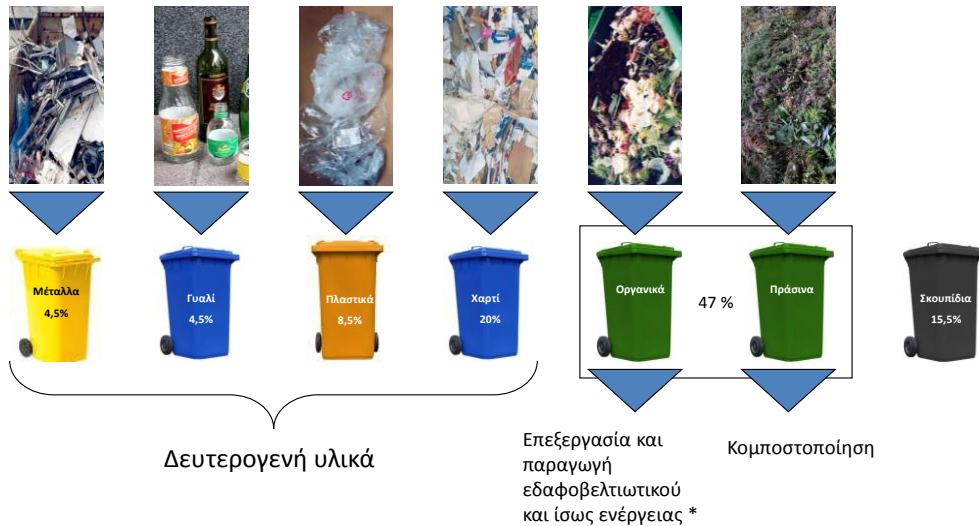 Μέταλλα
4,5%
Γυαλί
4,5%
Πλαστικά
8,5%
Χαρτί
20%
Οργανικά
47 %
Πράσινα
Σκουπίδια
15,5%
Δευτερογενή υλικά
Επεξεργασία και
παραγωγή
εδαφοβελτιωτικού
και ίσως ενέργειας *
Κομποστοποίηση